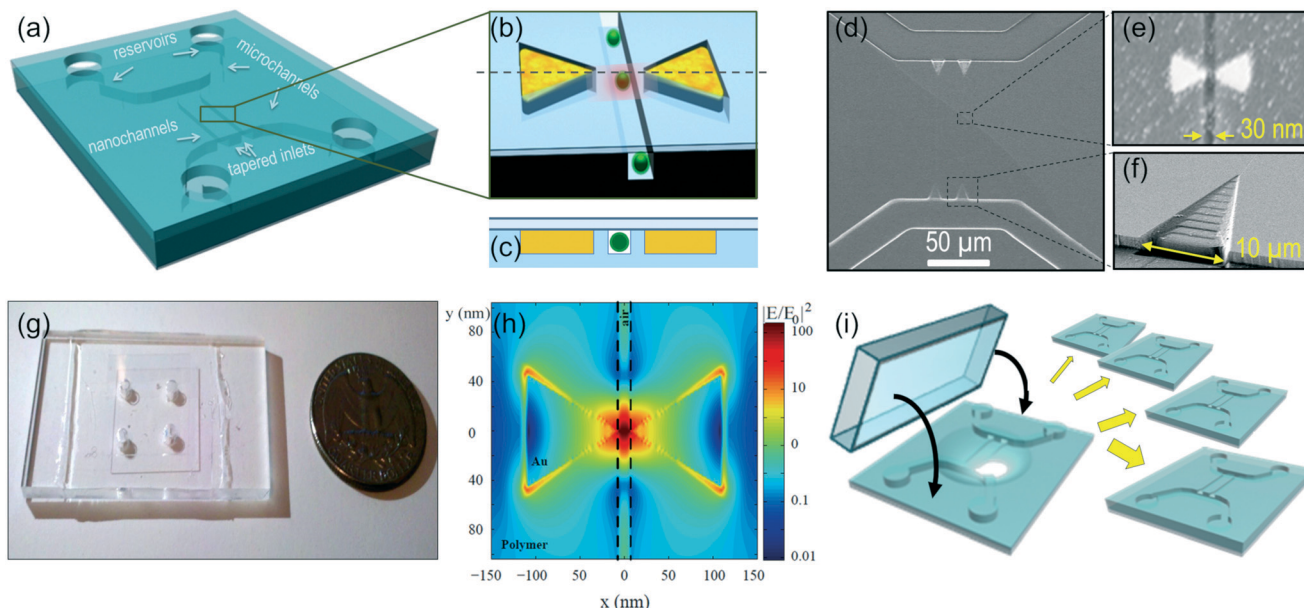 (a)
reservoirs
microchannels
nanochannels
tapered inlets
(b)
(c)
(d)
50 µm
(e)
30 nm
(f)
10 µm
(g)
(h)
y (nm)
80
40
0
40
80
air
Au
Polymer
−150 −100 −50 0 50 100 150
x (nm)
|E/E₀|²
100
10
0
0.1
0.01
(i)